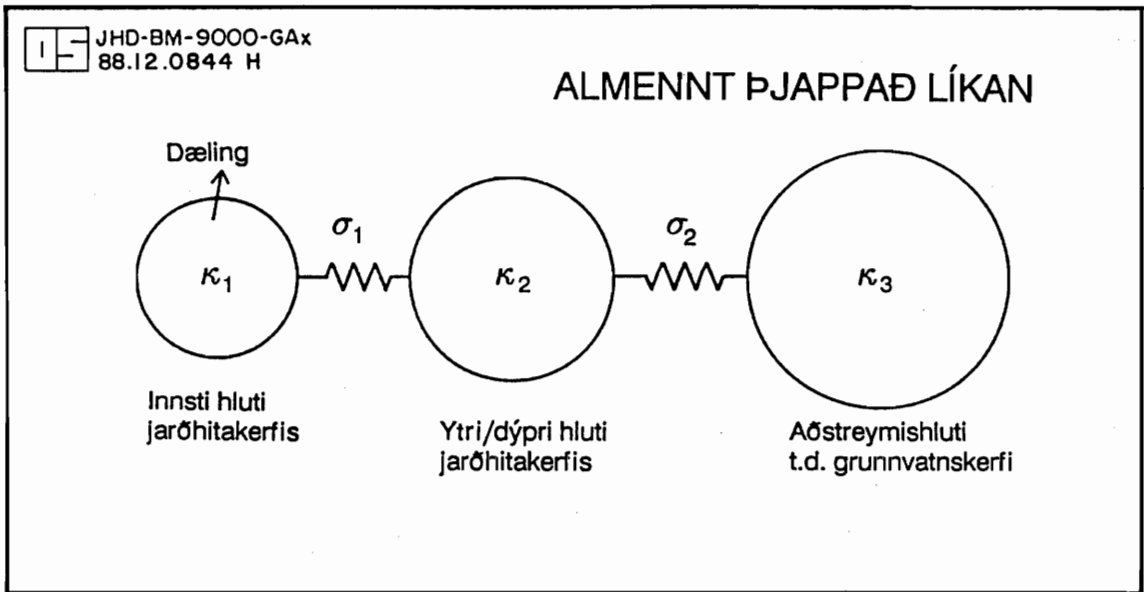 OS JHD-BM-9000-GAx
88.12.0844 H
ALMENNT ÞJAPPAÐ LÍKAN
Dæling
σ1
σ2
κ1
κ2
κ3
Innsti hluti
jarðhitakerfis
Ytri/dýpri hluti
jarðhitakerfis
Aðstreymishluti
t.d. grunnvatnskerfi